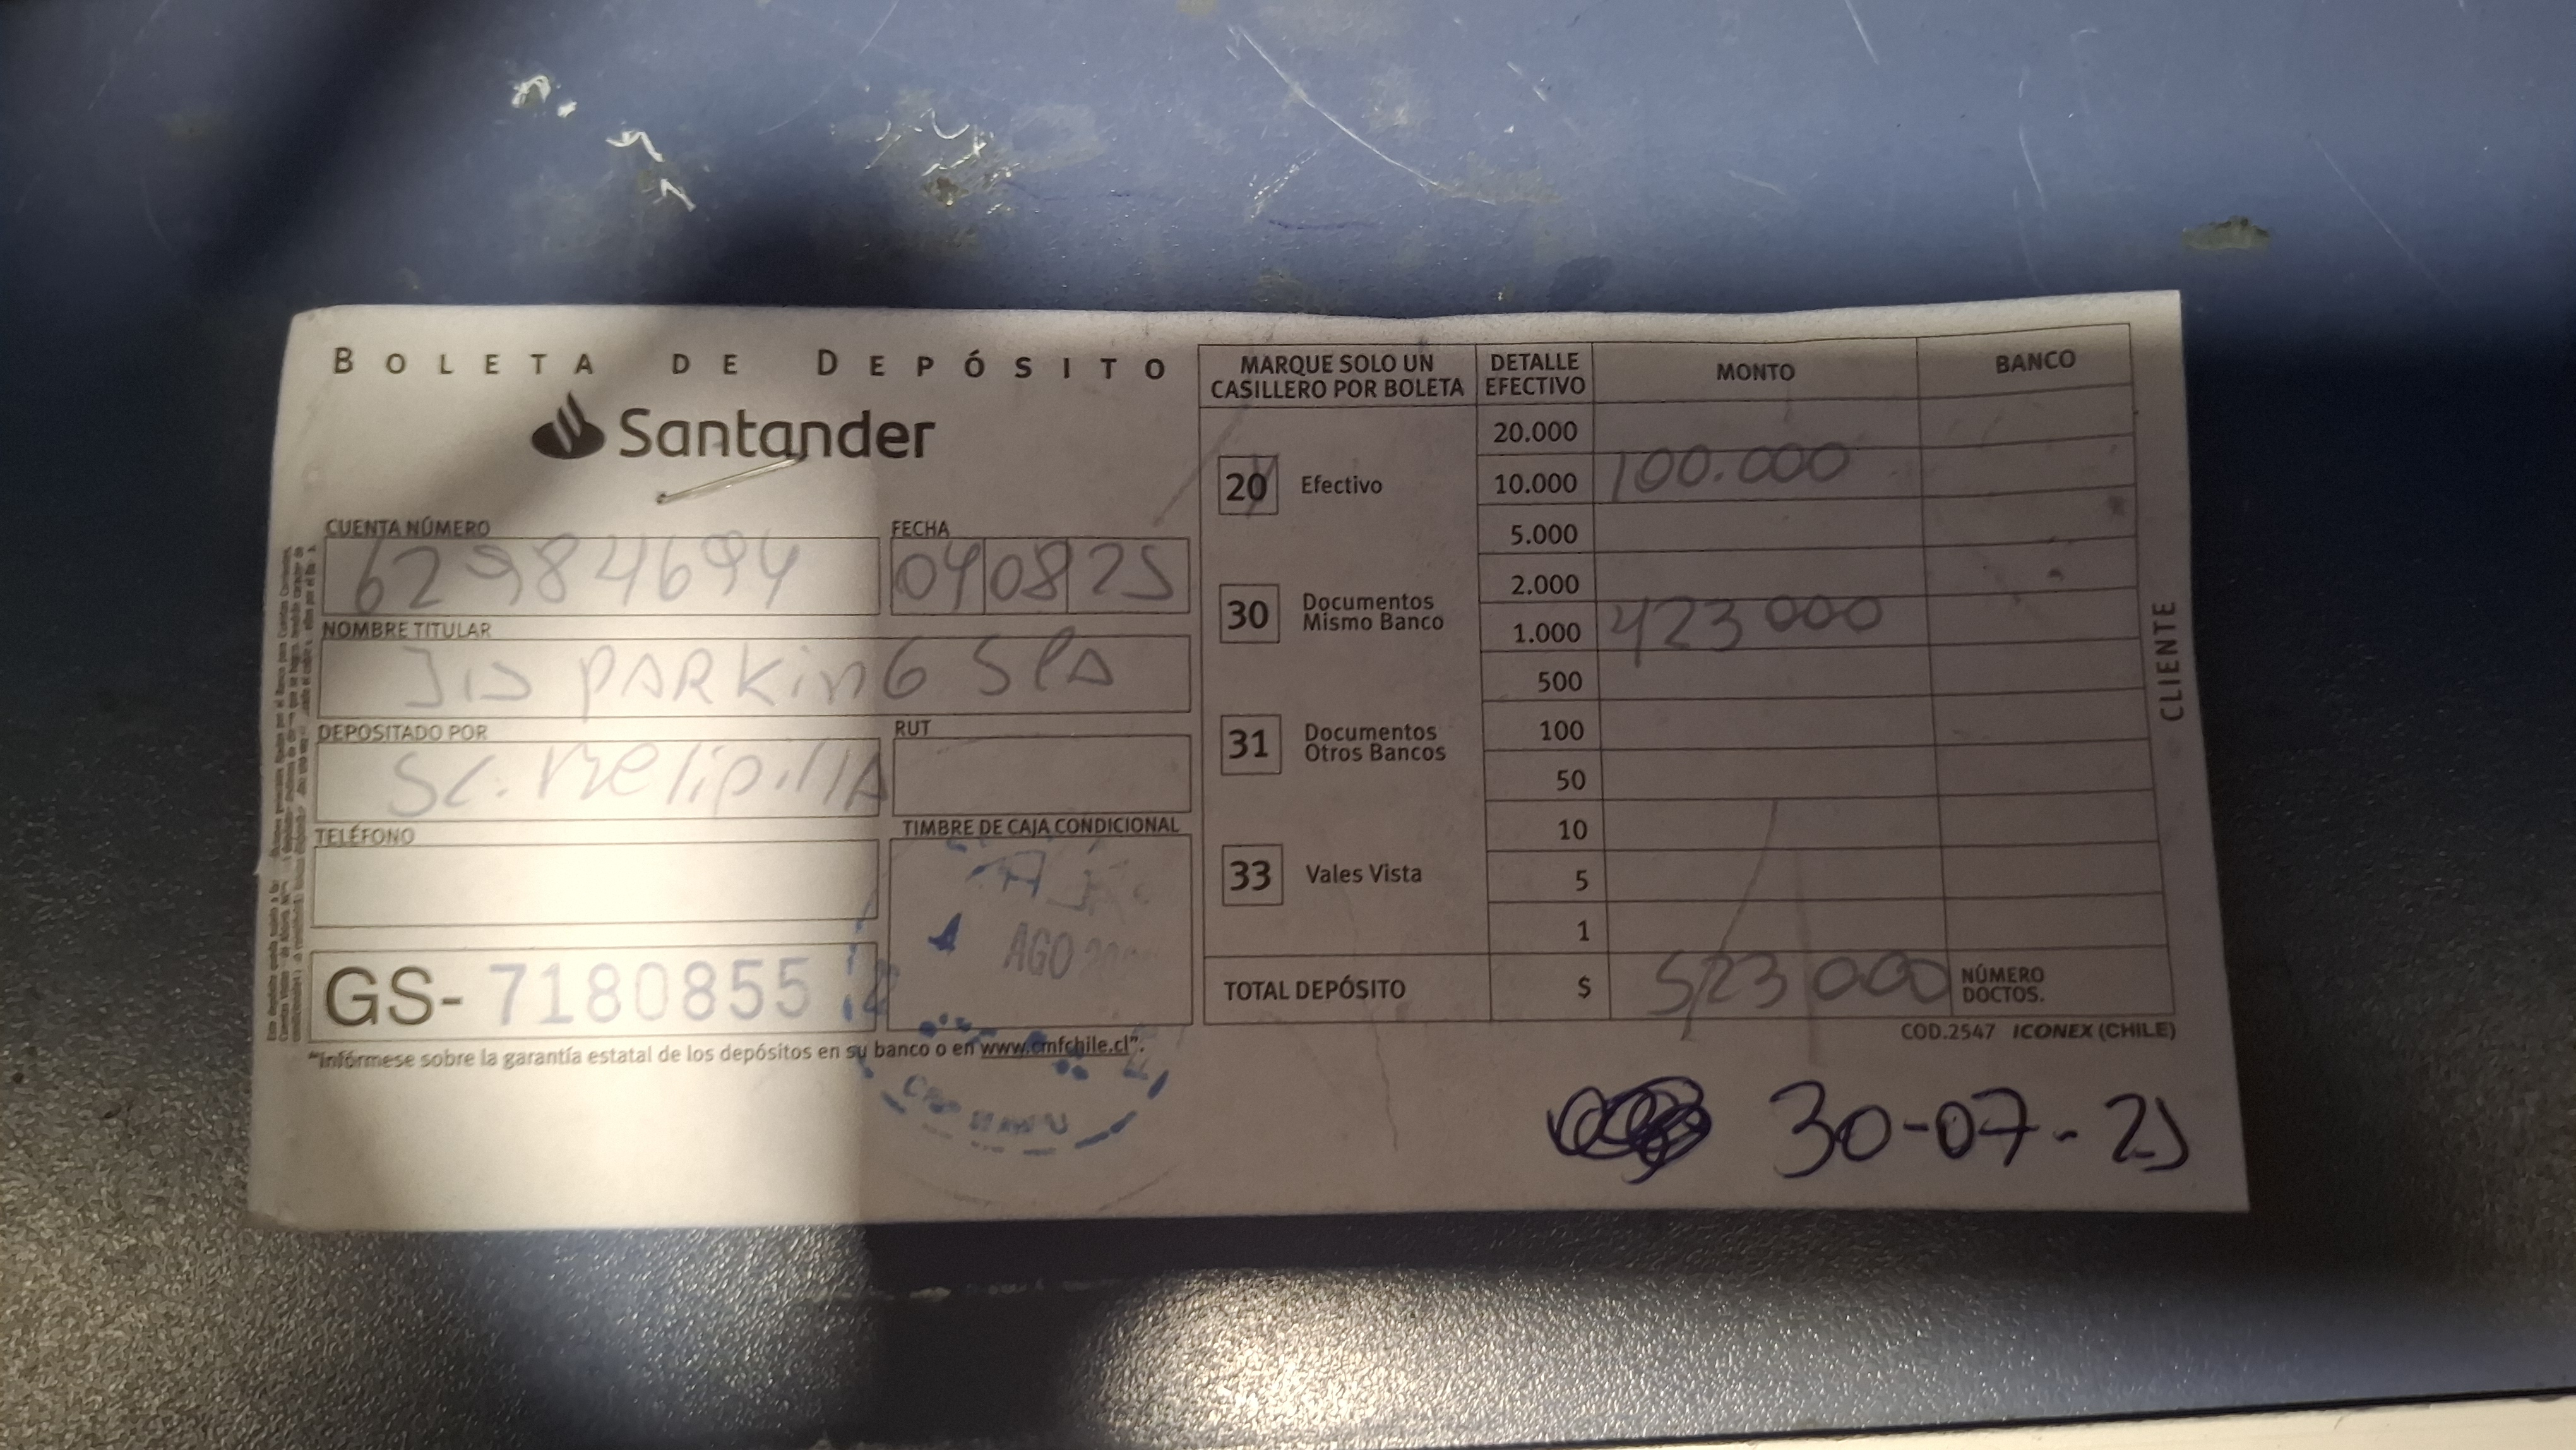 BOLETA DE DEPÓSITO
Santander
CUENTA NÚMERO
62984694
FECHA
04 08 25
NOMBRE TITULAR
JIS PARKinG SPA
DEPOSITADO POR
SC. Melipilla
RUT
TELÉFONO
TIMBRE DE CAJA CONDICIONAL
AGO
GS- 7180855
"Infórmese sobre la garantía estatal de los depósitos en su banco o en www.cmfchile.cl".
MARQUE SOLO UN CASILLERO POR BOLETA
20 Efectivo
30 Documentos Mismo Banco
31 Documentos Otros Bancos
33 Vales Vista
DETALLE EFECTIVO MONTO BANCO
20.000
10.000 100.000
5.000
2.000
1.000 423 000
500
100
50
10
5
1
TOTAL DEPÓSITO $ 523 000 NÚMERO DOCTOS.
CLIENTE
COD.2547 ICONEX (CHILE)
30-07-25